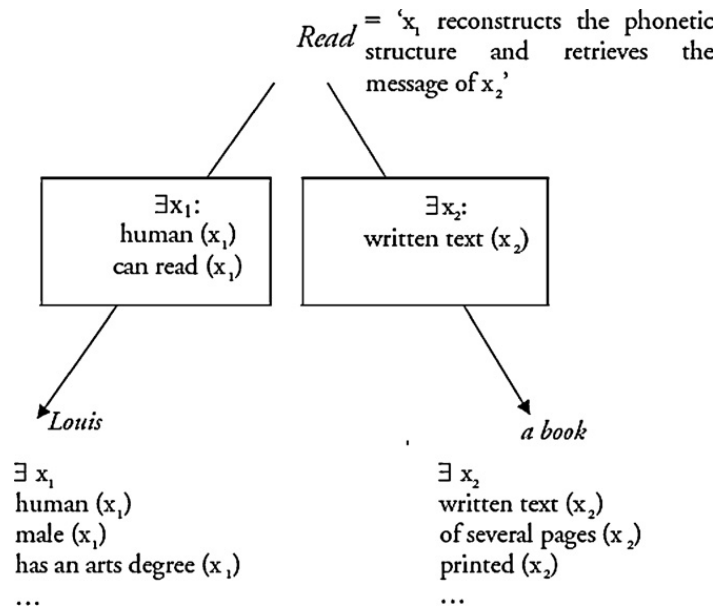 Read = ‘x₁ reconstructs the phonetic
structure and retrieves the
message of x₂’
∃x₁:
human (x₁)
can read (x₁)
∃x₂:
written text (x₂)
Louis
∃ x₁
human (x₁)
male (x₁)
has an arts degree (x₁)
…
a book
∃ x₂
written text (x₂)
of several pages (x₂)
printed (x₂)
…